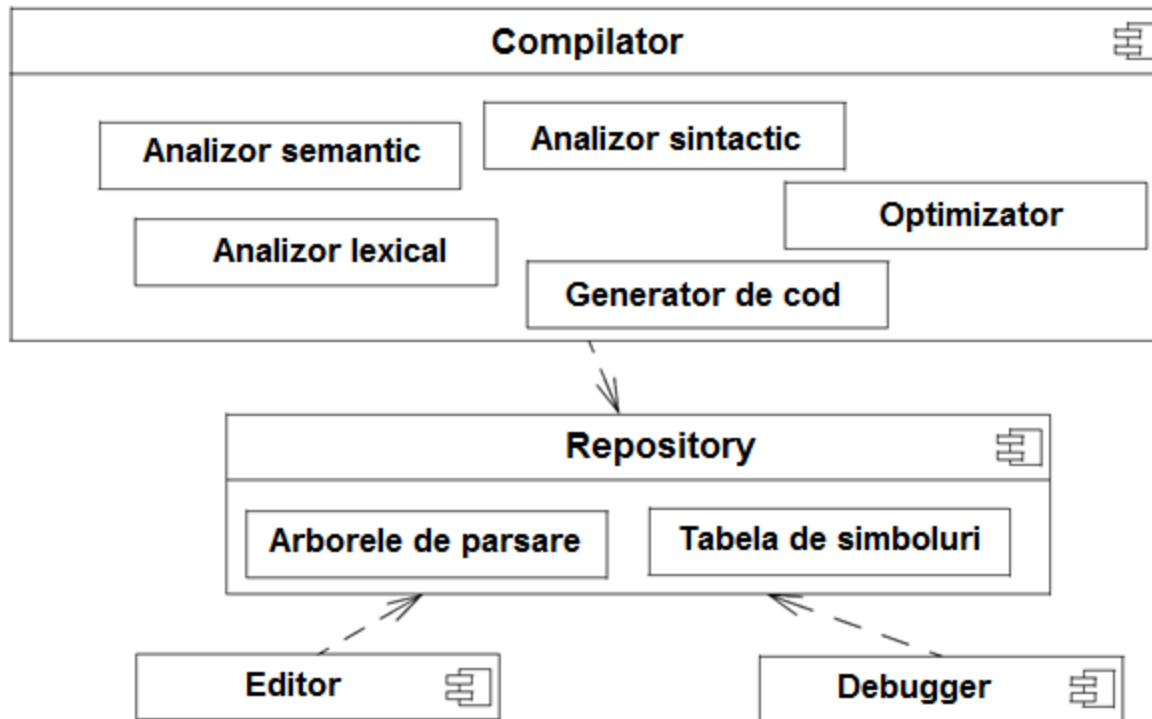 Compilator
Analizor semantic
Analizor sintactic
Optimizator
Analizor lexical
Generator de cod
Repository
Arborele de parsare
Tabela de simboluri
Editor
Debugger